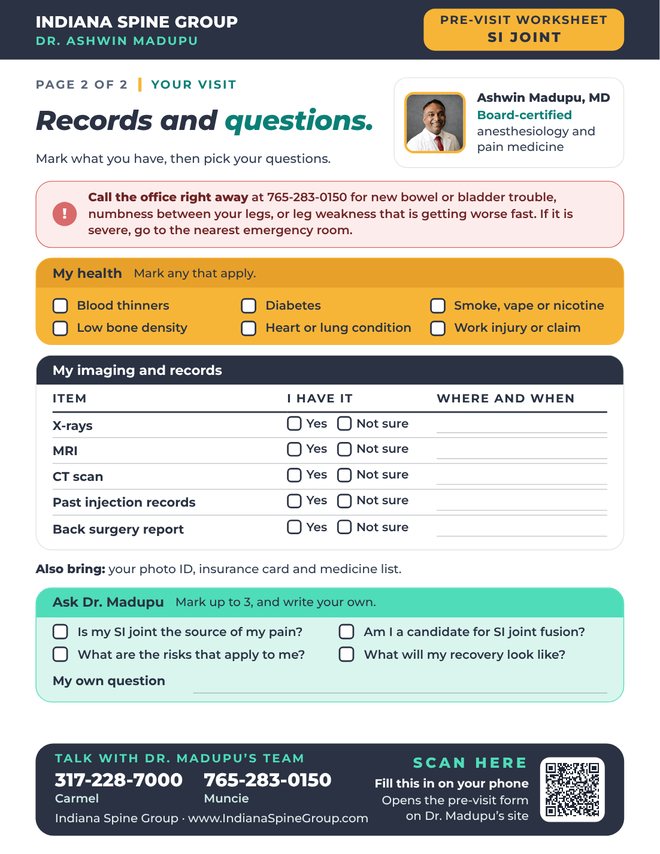 INDIANA SPINE GROUP
DR. ASHWIN MADUPU
PRE-VISIT WORKSHEET
SI JOINT
PAGE 2 OF 2 | YOUR VISIT
Records and questions.
Mark what you have, then pick your questions.
Ashwin Madupu, MD
Board-certified
anesthesiology and
pain medicine
! Call the office right away at 765-283-0150 for new bowel or bladder trouble,
numbness between your legs, or leg weakness that is getting worse fast. If it is
severe, go to the nearest emergency room.
My health Mark any that apply.
Blood thinners Diabetes Smoke, vape or nicotine
Low bone density Heart or lung condition Work injury or claim
My imaging and records
ITEM I HAVE IT WHERE AND WHEN
X-rays Yes Not sure
MRI Yes Not sure
CT scan Yes Not sure
Past injection records Yes Not sure
Back surgery report Yes Not sure
Also bring: your photo ID, insurance card and medicine list.
Ask Dr. Madupu Mark up to 3, and write your own.
Is my SI joint the source of my pain? Am I a candidate for SI joint fusion?
What are the risks that apply to me? What will my recovery look like?
My own question
TALK WITH DR. MADUPU'S TEAM
317-228-7000 765-283-0150
Carmel Muncie
Indiana Spine Group · www.IndianaSpineGroup.com
SCAN HERE
Fill this in on your phone
Opens the pre-visit form
on Dr. Madupu's site